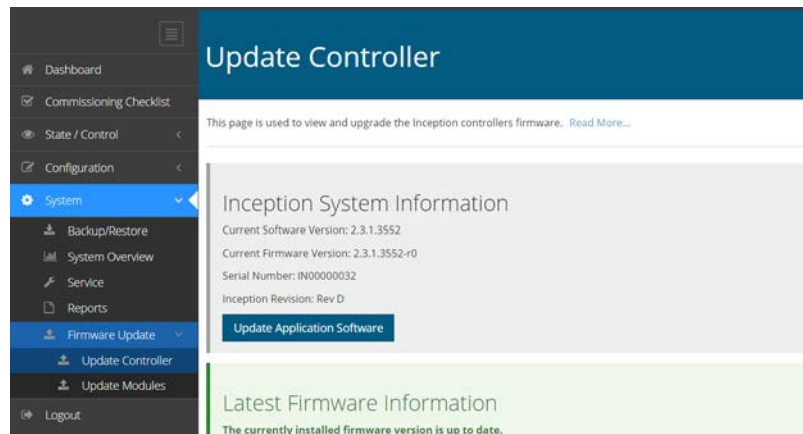 Dashboard
Commissioning Checklist
State / Control
Configuration
System
Backup/Restore
System Overview
Service
Reports
Firmware Update
Update Controller
Update Modules
Logout
Update Controller
This page is used to view and upgrade the Inception controllers firmware. Read More...
Inception System Information
Current Software Version: 2.3.1.3552
Current Firmware Version: 2.3.1.3552-r0
Serial Number: IN00000032
Inception Revision: Rev D
Update Application Software
Latest Firmware Information
The currently installed firmware version is up to date.